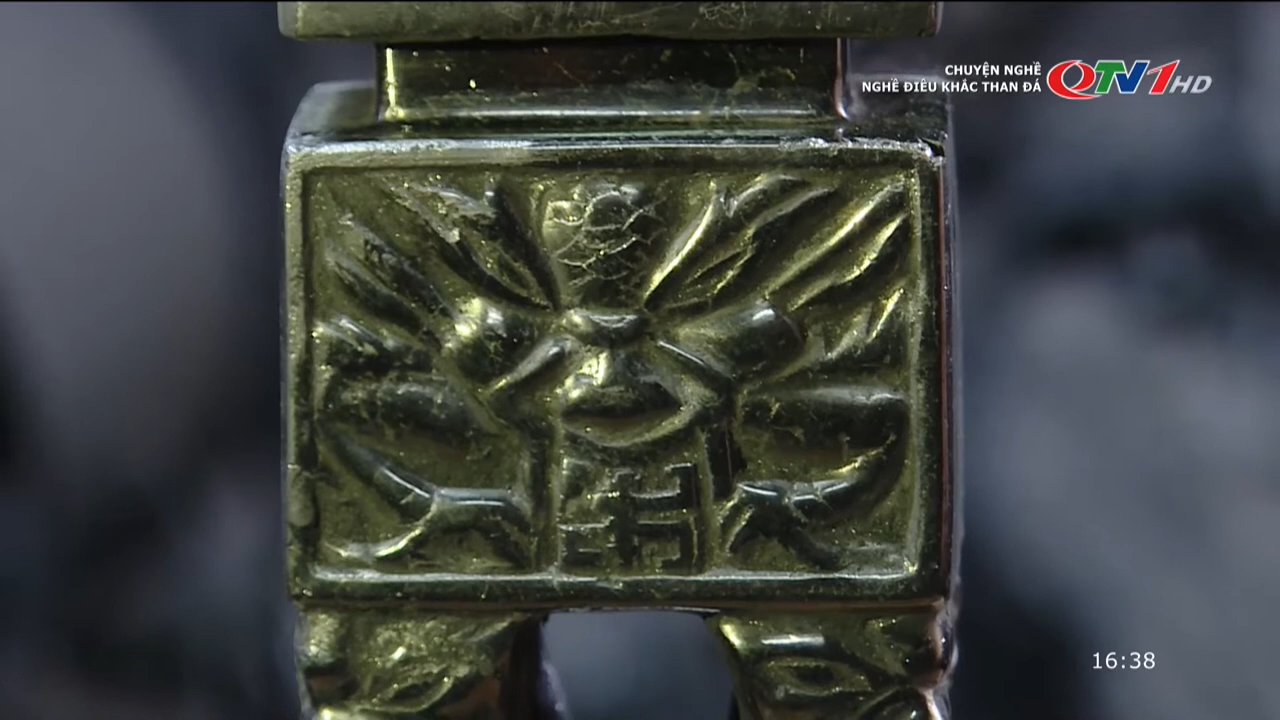 CHUYỆN NGHỀ
NGHỀ ĐIÊU KHẮC THAN ĐÁ
QTV1HD
16:38